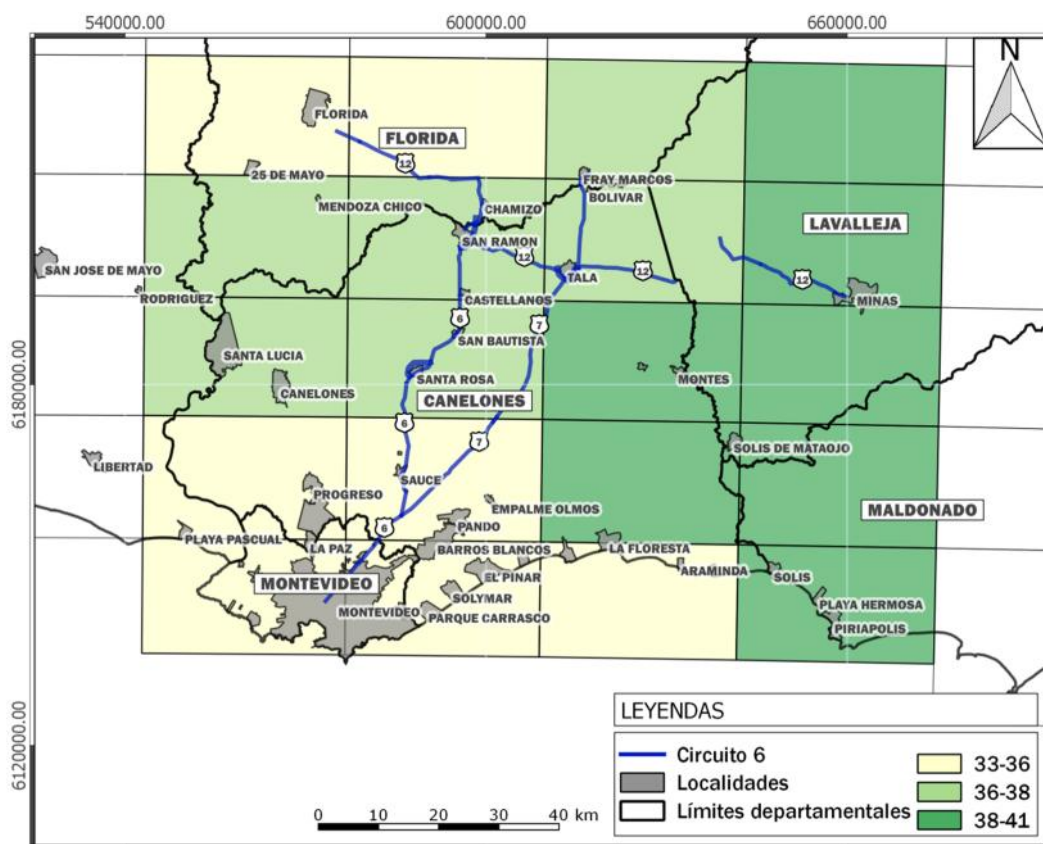 540000.00
600000.00
660000.00
N
FLORIDA
FLORIDA
12
25 DE MAYO
FRAY MARCOS
BOLIVAR
MENDOZA CHICO
CHAMIZO
LAVALLEJA
SAN RAMON
12
SAN JOSE DE MAYO
TALA
12
12
RODRIGUEZ
CASTELLANOS
MINAS
6
7
SAN BAUTISTA
SANTA LUCIA
6180000.00
SANTA ROSA
MONTES
CANELONES
CANELONES
6
7
SOLIS DE MATAOJO
LIBERTAD
SAUCE
PROGRESO
EMPALME OLMOS
MALDONADO
6
PANDO
PLAYA PASCUAL
LA PAZ
BARROS BLANCOS
LA FLORESTA
ARAMINDA
SOLIS
MONTEVIDEO
EL PINAR
SOLYMAR
PLAYA HERMOSA
MONTEVIDEO
PARQUE CARRASCO
PIRIAPOLIS
6120000.00
LEYENDAS
Circuito 6
Localidades
Límites departamentales
33-36
36-38
38-41
0 10 20 30 40 km